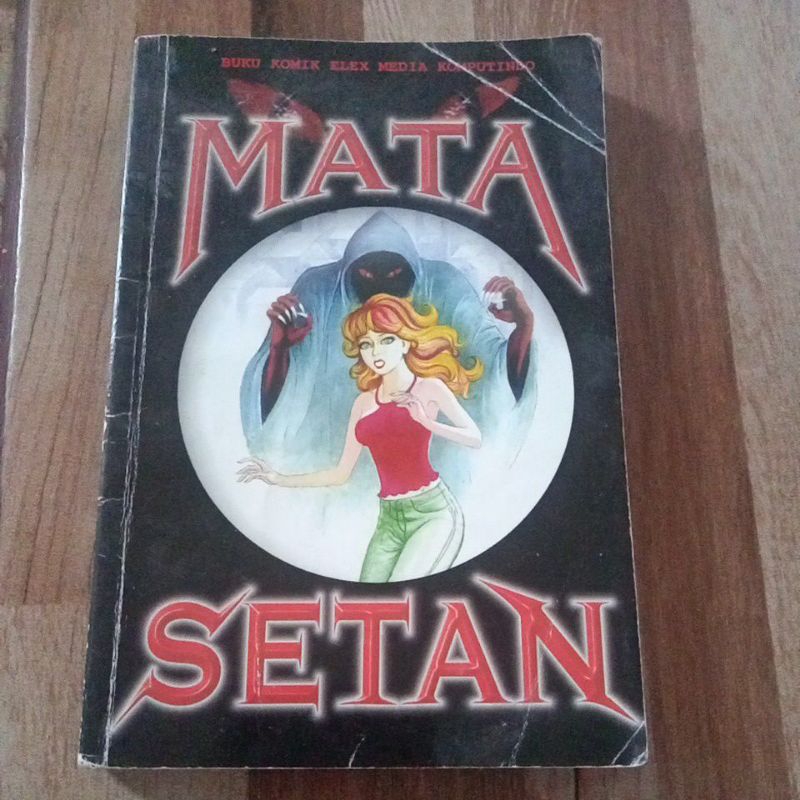 BUKU KOMIK ELEX MEDIA KOMPUTINDO
MATA
SETAN